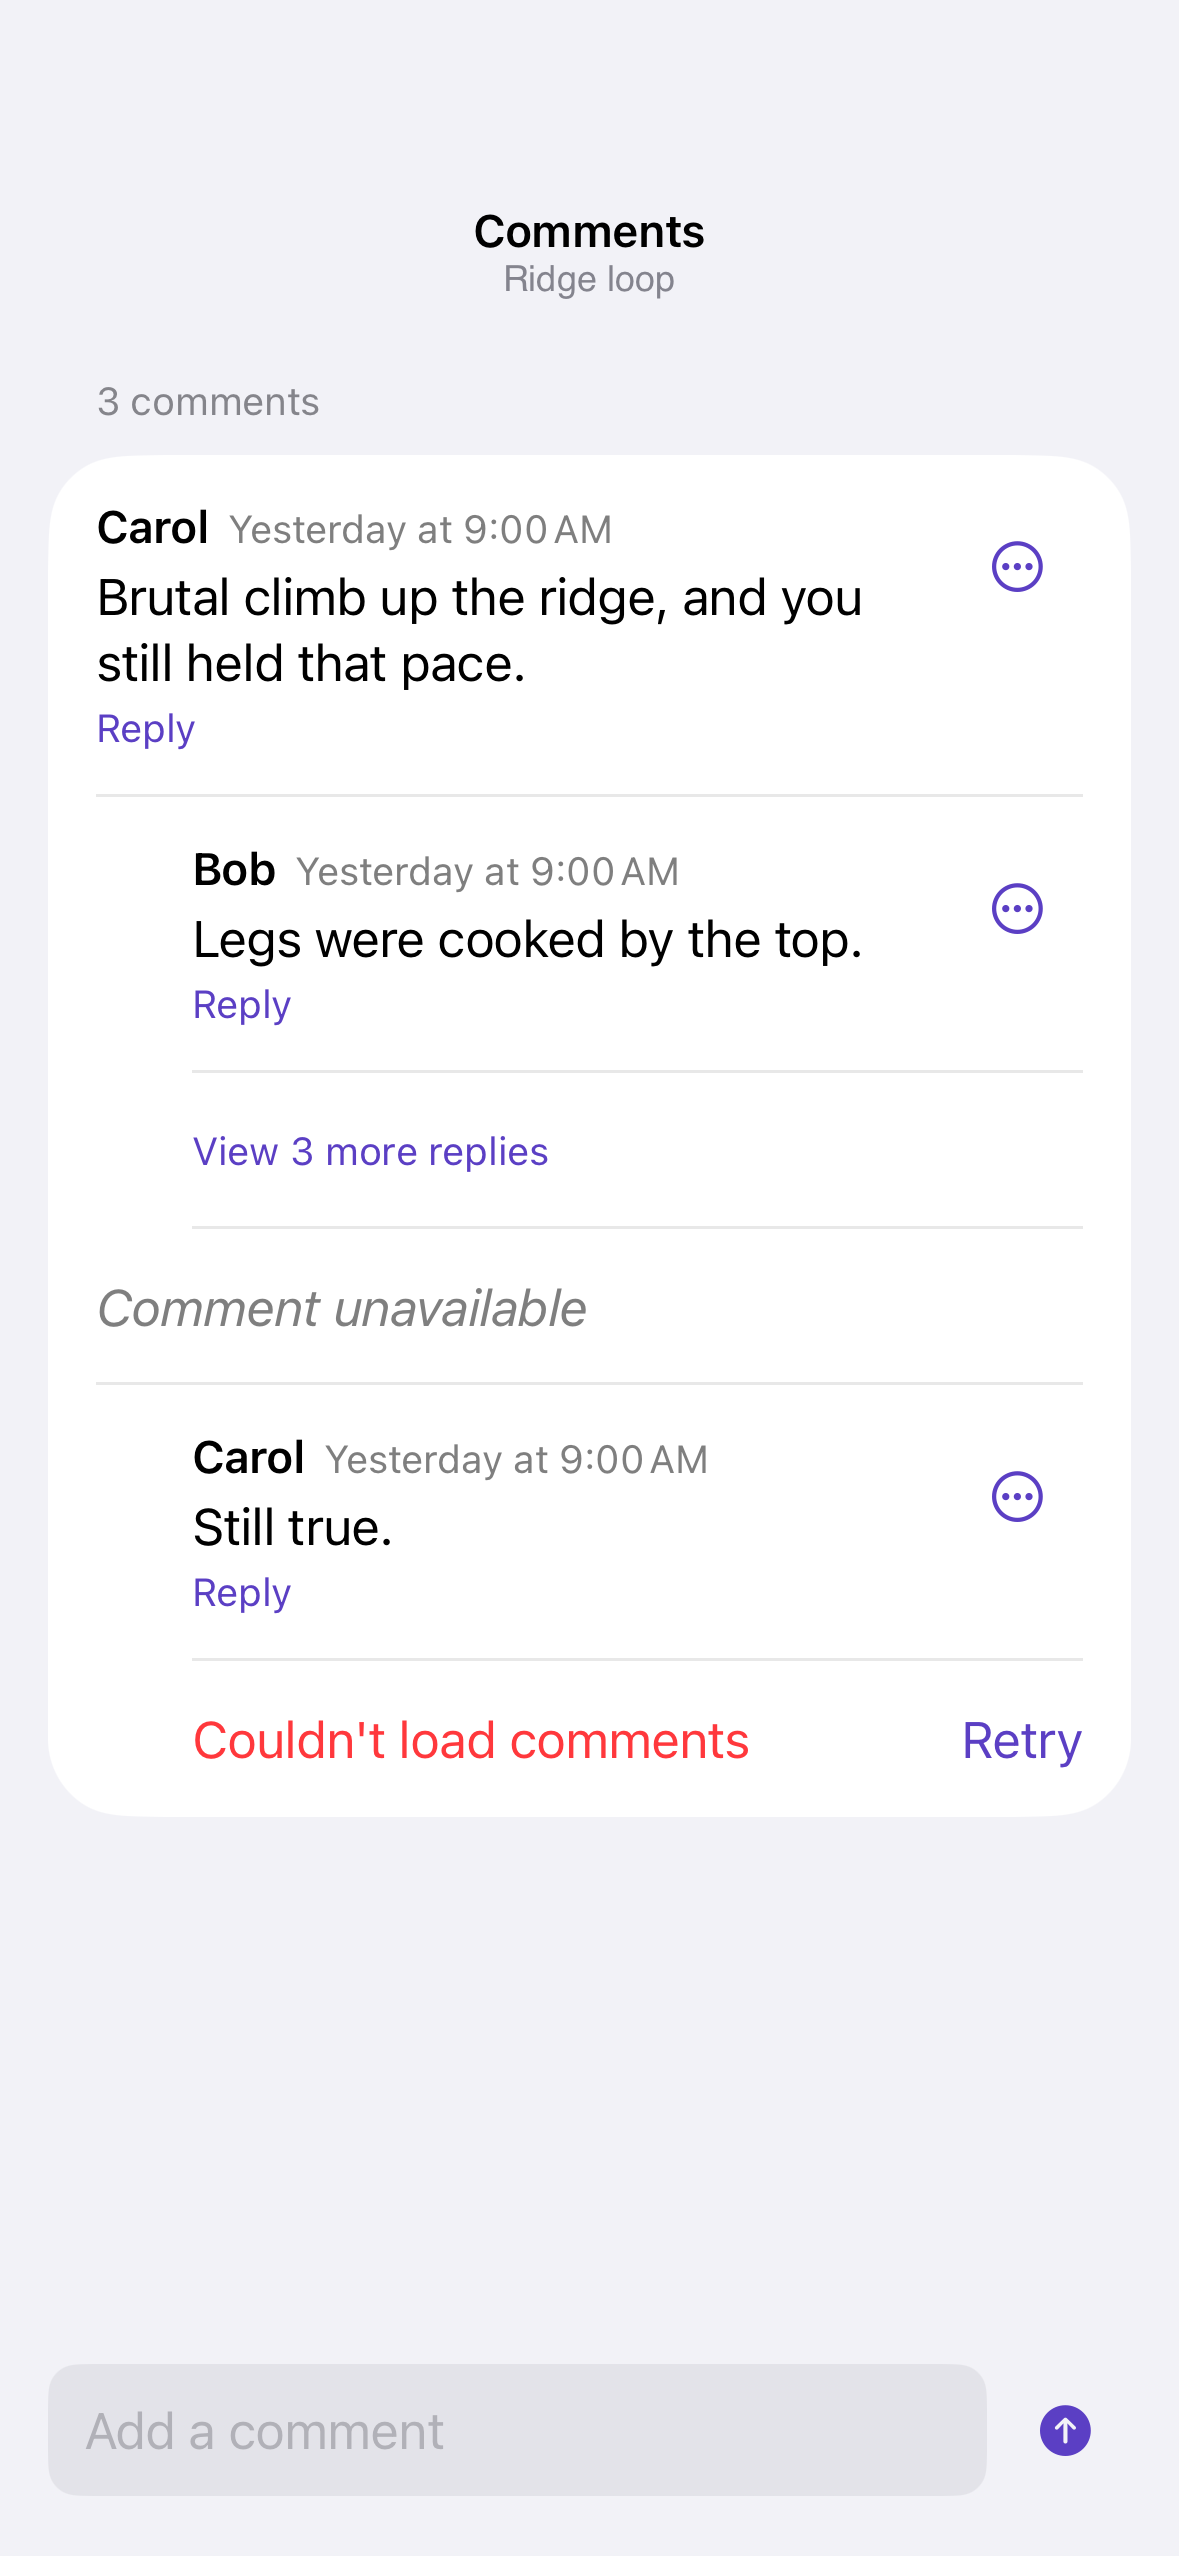 Comments
Ridge loop
3 comments
Carol Yesterday at 9:00 AM
Brutal climb up the ridge, and you
still held that pace.
Reply
Bob Yesterday at 9:00 AM
Legs were cooked by the top.
Reply
View 3 more replies
Comment unavailable
Carol Yesterday at 9:00 AM
Still true.
Reply
Couldn't load comments Retry
Add a comment